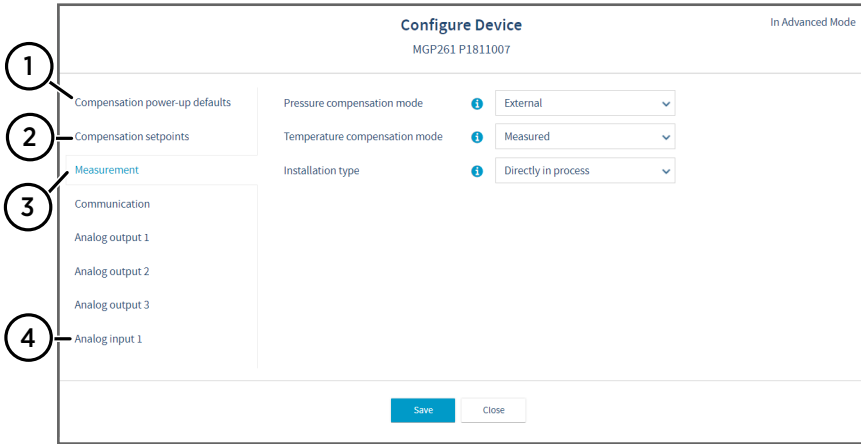 Configure Device
In Advanced Mode
MGP261 P1811007
1
Compensation power-up defaults
Pressure compensation mode
i
External
2
Compensation setpoints
Temperature compensation mode
i
Measured
Measurement
Installation type
i
Directly in process
3
Communication
Analog output 1
Analog output 2
Analog output 3
4
Analog input 1
Save
Close